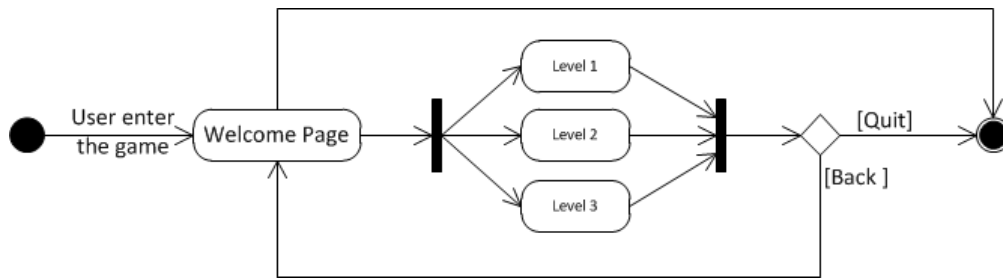 User enter
the game
Welcome Page
Level 1
Level 2
Level 3
[Quit]
[Back ]